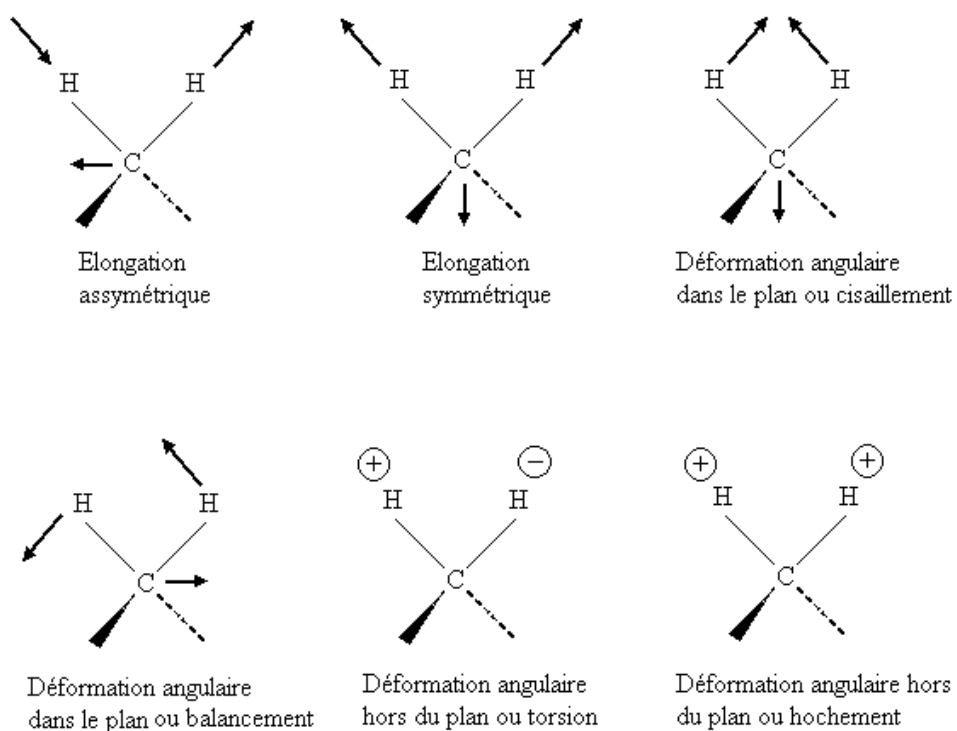 H H
C
Elongation
assymétrique
H H
C
Elongation
symmétrique
H H
C
Déformation angulaire
dans le plan ou cisaillement
H H
C
Déformation angulaire
dans le plan ou balancement
+ −
H H
C
Déformation angulaire
hors du plan ou torsion
+ +
H H
C
Déformation angulaire hors
du plan ou hochement